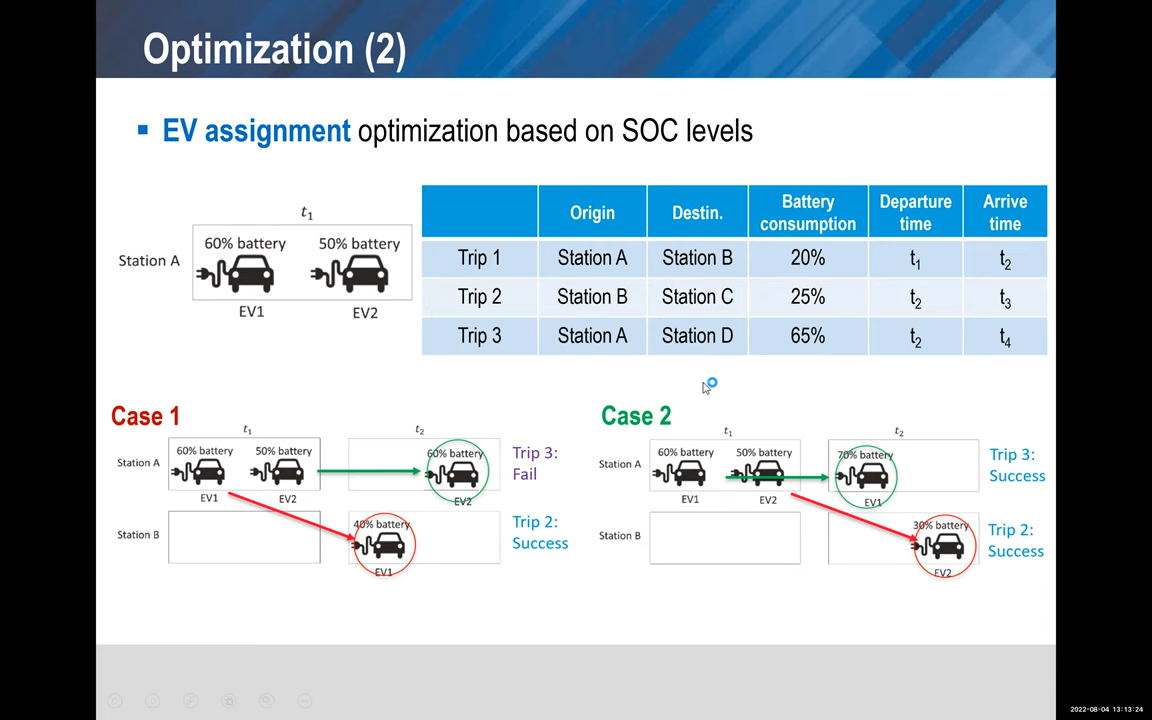 Optimization (2)
▪ EV assignment optimization based on SOC levels
t1
60% battery 50% battery
Station A
EV1 EV2
Origin Destin. Battery consumption Departure time Arrive time
Trip 1 Station A Station B 20% t1 t2
Trip 2 Station B Station C 25% t2 t3
Trip 3 Station A Station D 65% t2 t4
Case 1
t1 t2
60% battery 50% battery 60% battery
Station A
EV1 EV2 EV2
Trip 3:
Fail
40% battery
Station B
EV1
Trip 2:
Success
Case 2
t1 t2
60% battery 50% battery 70% battery
Station A
EV1 EV2 EV1
Trip 3:
Success
30% battery
Station B
EV2
Trip 2:
Success
2022-08-04 13:13:24